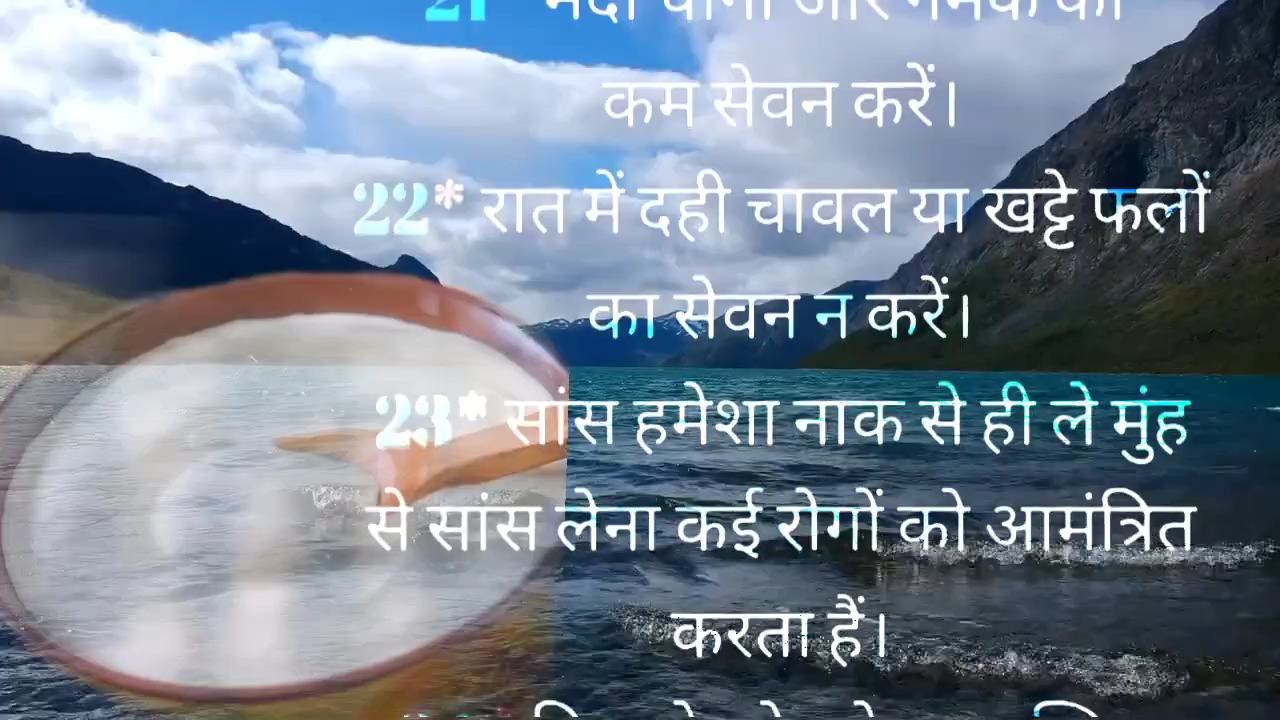 कम सेवन करें।
22* रात में दही चावल या खट्टे फलों
का सेवन न करें।
23* सांस हमेशा नाक से ही ले मुंह
से सांस लेना कई रोगों को आमंत्रित
करता हैं।